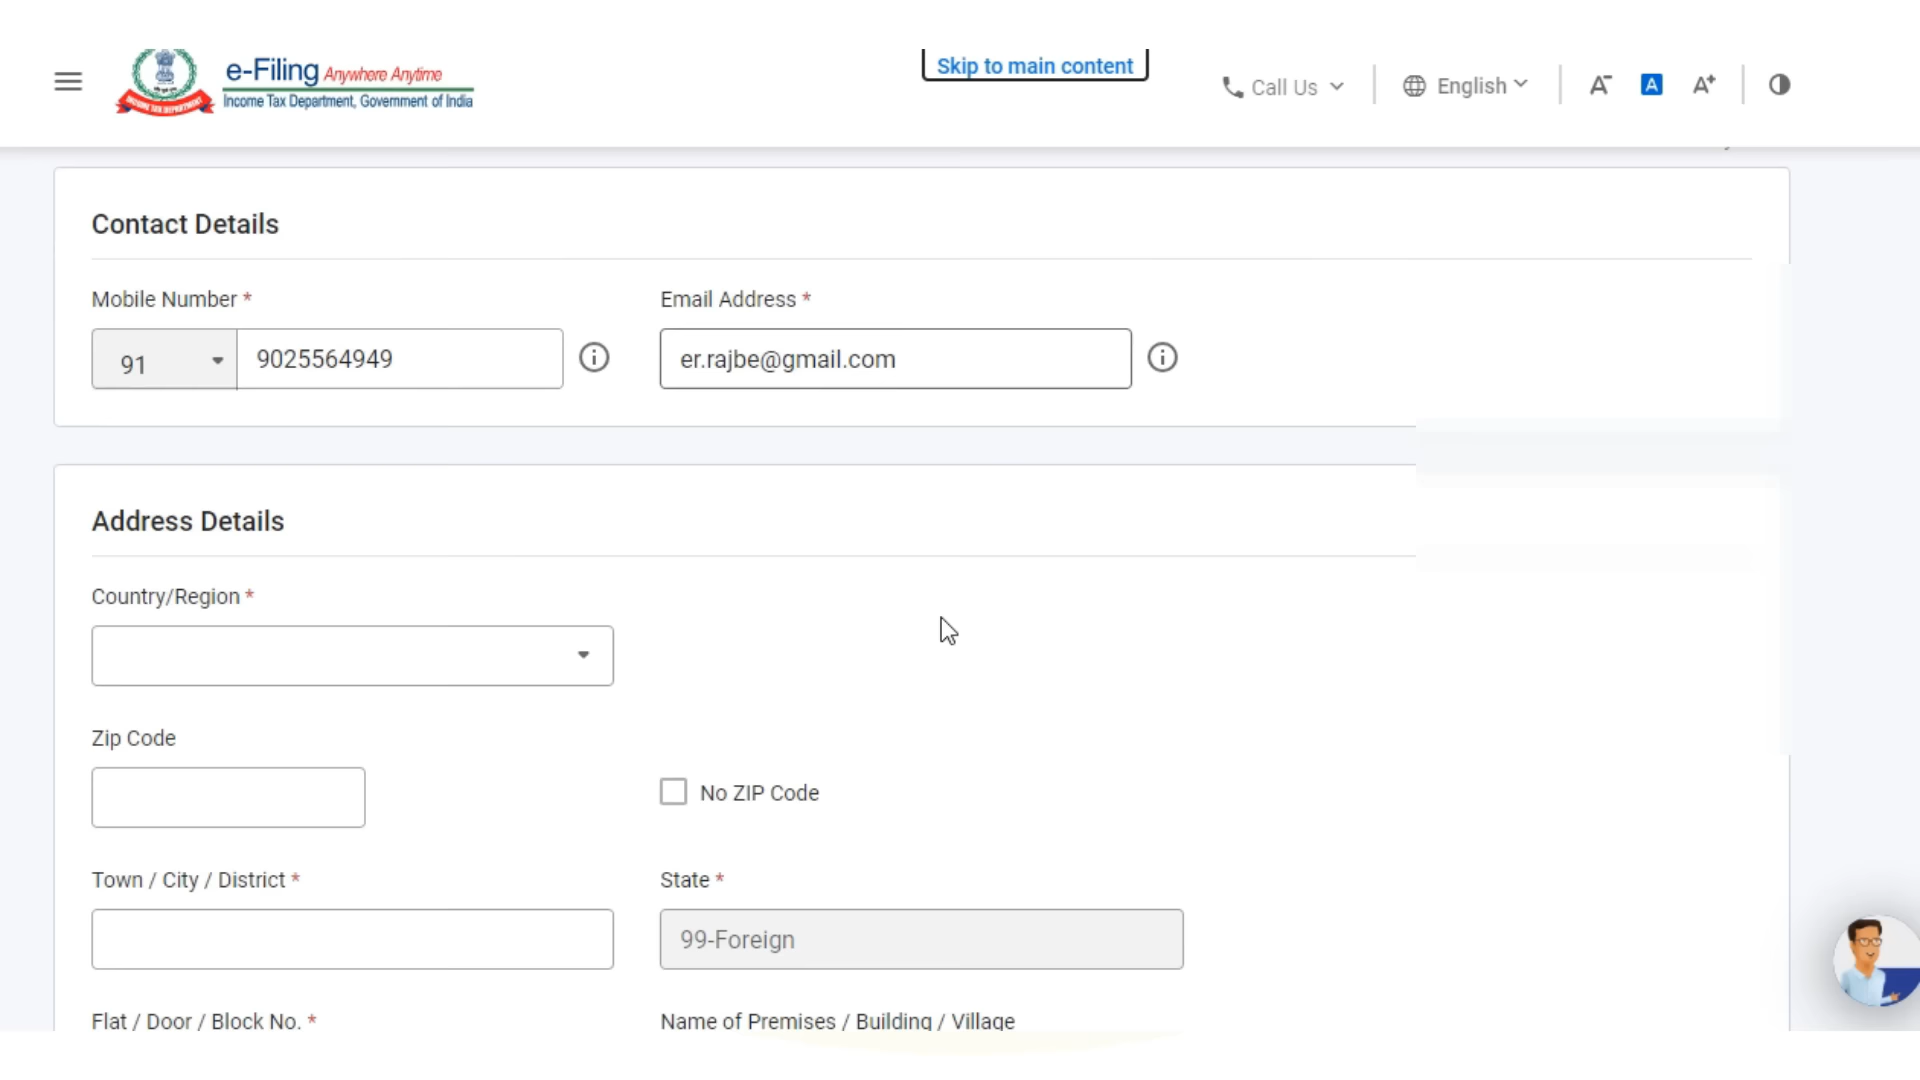 e-Filing Anywhere Anytime
Income Tax Department, Government of India
Skip to main content
Call Us
English
A-
A
A+
Contact Details
Mobile Number *
Email Address *
91
9025564949
er.rajbe@gmail.com
Address Details
Country/Region *
Zip Code
No ZIP Code
Town / City / District *
State *
99-Foreign
Flat / Door / Block No. *
Name of Premises / Building / Village